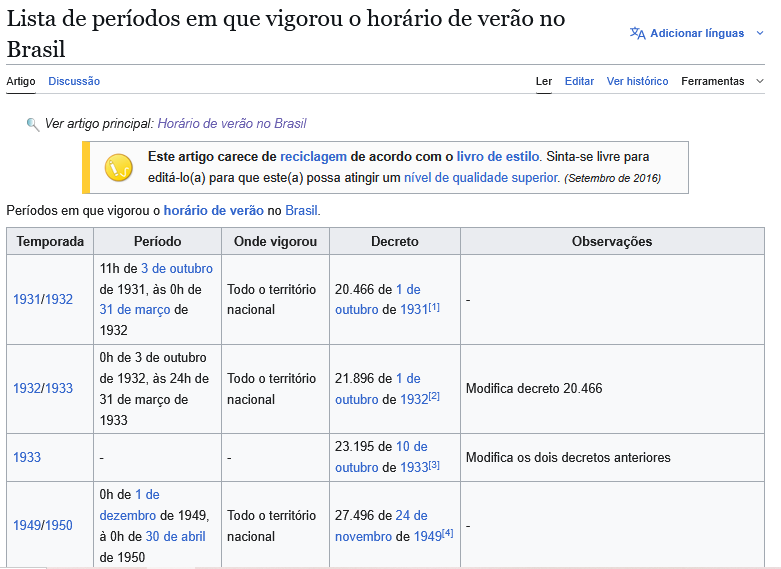 Lista de períodos em que vigorou o horário de verão no
Brasil
Adicionar línguas
Artigo Discussão Ler Editar Ver histórico Ferramentas
Ver artigo principal: Horário de verão no Brasil
Este artigo carece de reciclagem de acordo com o livro de estilo. Sinta-se livre para
editá-lo(a) para que este(a) possa atingir um nível de qualidade superior. (Setembro de 2016)
Períodos em que vigorou o horário de verão no Brasil.
Temporada Período Onde vigorou Decreto Observações
1931/1932
11h de 3 de outubro
de 1931, às 0h de
31 de março de
1932
Todo o território
nacional
20.466 de 1 de
outubro de 1931[1]
-
1932/1933
0h de 3 de outubro
de 1932, às 24h de
31 de março de
1933
Todo o território
nacional
21.896 de 1 de
outubro de 1932[2]
Modifica decreto 20.466
1933
-
-
23.195 de 10 de
outubro de 1933[3]
Modifica os dois decretos anteriores
1949/1950
0h de 1 de
dezembro de 1949,
à 0h de 30 de abril
de 1950
Todo o território
nacional
27.496 de 24 de
novembro de 1949[4]
-